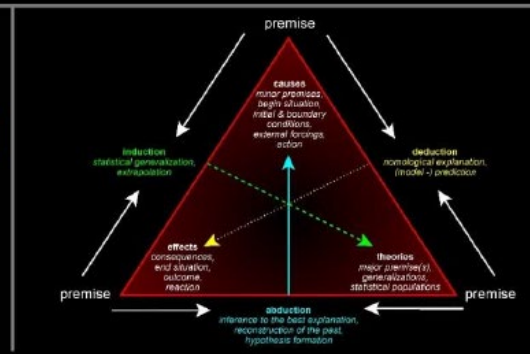 premise
causes
minor premises,
begin situation,
initial & boundary
conditions,
external forcings,
action
induction
statistical generalization,
extrapolation
deduction
nomological explanation,
(model -) prediction
effects
consequences,
end situation,
outcome,
reaction
theories
major premise(s),
generalizations,
statistical populations
premise
premise
abduction
inference to the best explanation,
reconstruction of the past,
hypothesis formation